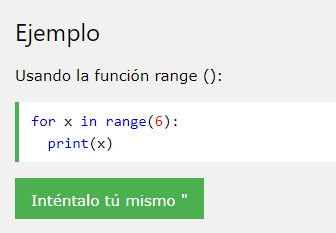 Ejemplo
Usando la función range ():
for x in range(6):
  print(x)
Inténtalo tú mismo "